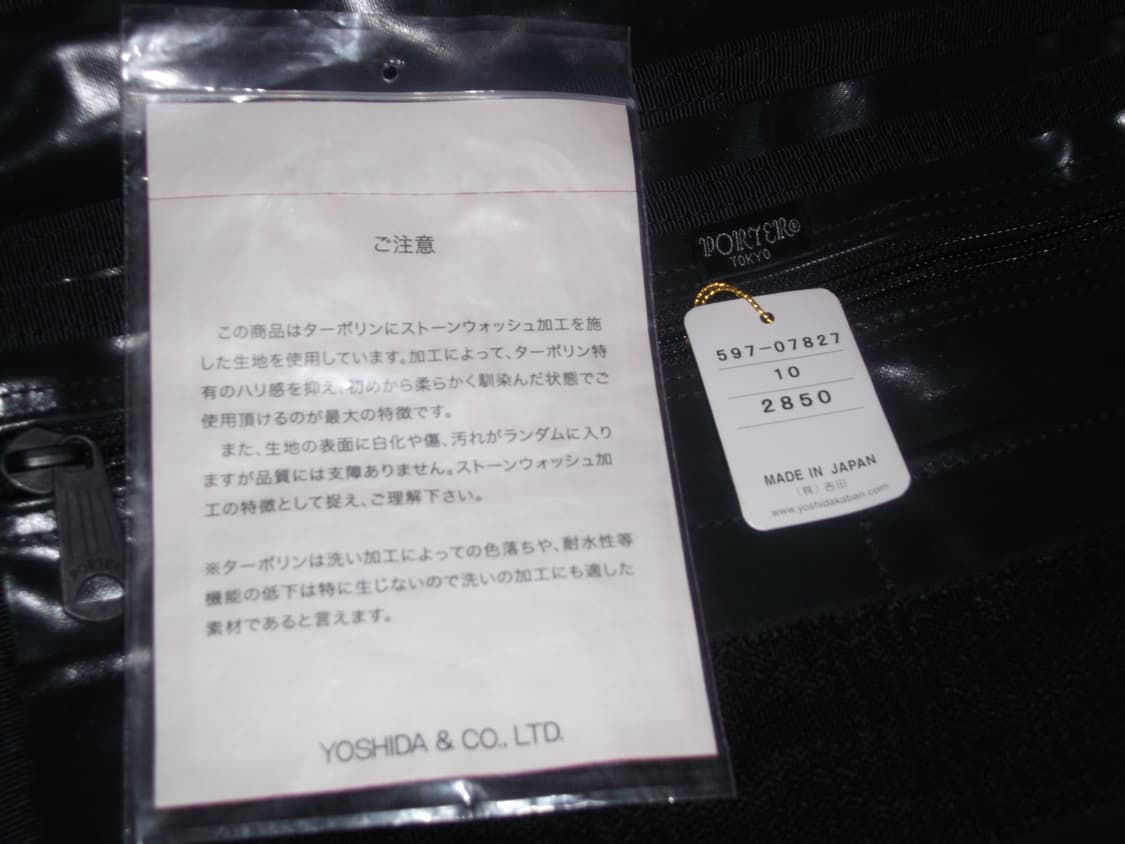 ご注意
この商品はターポリンにストーンウォッシュ加工を施
した生地を使用しています。加工によって、ターポリン特
有のハリ感を抑え、初めから柔らかく馴染んだ状態でご
使用頂けるのが最大の特徴です。
また、生地の表面に白化や傷、汚れがランダムに入り
ますが品質には支障ありません。ストーンウォッシュ加
工の特徴として捉え、ご理解下さい。
※ターポリンは洗い加工によっての色落ちや、耐水性等
機能の低下は特に生じないので洗いの加工にも適した
素材であると言えます。
YOSHIDA & CO., LTD.
PORTER®
TOKYO
597-07827
10
2850
MADE IN JAPAN
(株)吉田
www.yoshidakaban.com
PORTER